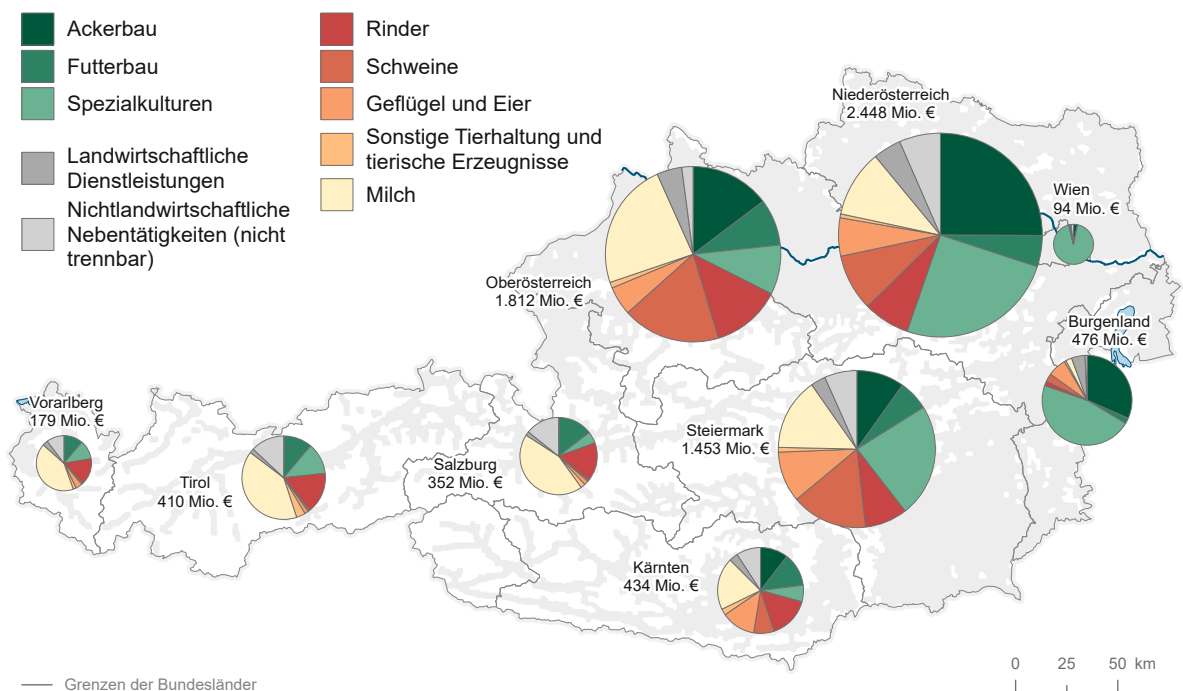 Ackerbau
Futterbau
Spezialkulturen
Landwirtschaftliche
Dienstleistungen
Nichtlandwirtschaftliche
Nebentätigkeiten (nicht
trennbar)
Rinder
Schweine
Geflügel und Eier
Sonstige Tierhaltung und
tierische Erzeugnisse
Milch
Niederösterreich
2.448 Mio. €
Wien
94 Mio. €
Oberösterreich
1.812 Mio. €
Burgenland
476 Mio. €
Vorarlberg
179 Mio. €
Steiermark
1.453 Mio. €
Salzburg
352 Mio. €
Tirol
410 Mio. €
Kärnten
434 Mio. €
0 25 50 km
Grenzen der Bundesländer